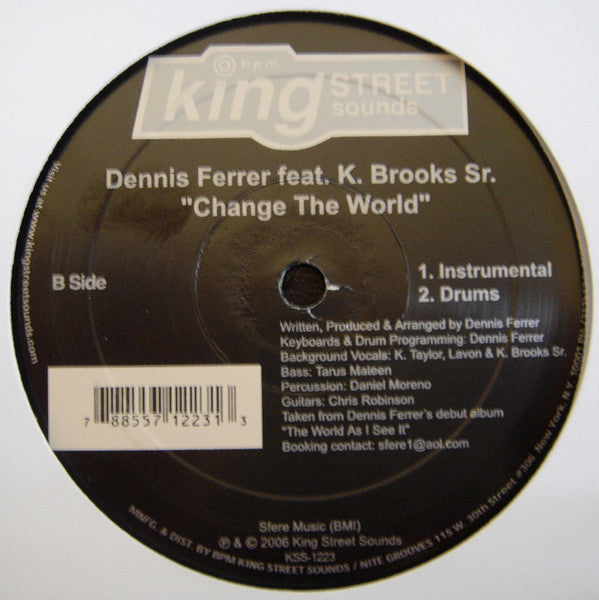 bpm
king STREET
sounds
Dennis Ferrer feat. K. Brooks Sr.
"Change The World"
B Side
1. Instrumental
2. Drums
Written, Produced & Arranged by Dennis Ferrer
Keyboards & Drum Programming: Dennis Ferrer
Background Vocals: K. Taylor, Lavon & K. Brooks Sr.
Bass: Tarus Mateen
Percussion: Daniel Moreno
Guitars: Chris Robinson
Taken from Dennis Ferrer's debut album
"The World As I See It"
Booking contact: sfere1@aol.com
7 88557 12231 3
Sfere Music (BMI)
℗ & © 2006 King Street Sounds
KSS-1223
Visit us at www.kingstreetsounds.com
MNFG. & DIST. BY BPM KING STREET SOUNDS / NITE GROOVES 115 W. 30th Street #306 New York, N.Y. 10001